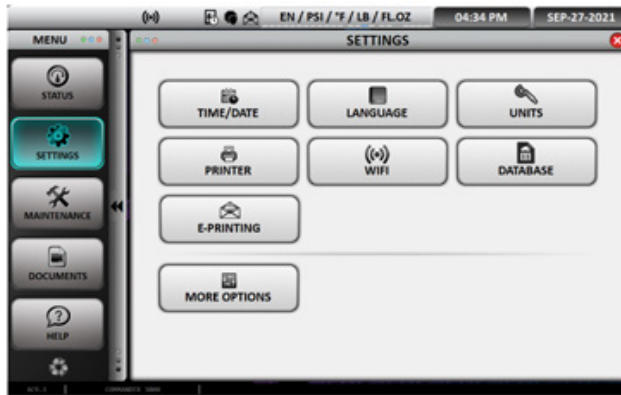 EN / PSI / °F / LB / FL.OZ 04:34 PM SEP-27-2021
MENU
SETTINGS
STATUS
SETTINGS
MAINTENANCE
DOCUMENTS
HELP
TIME/DATE LANGUAGE UNITS
PRINTER WIFI DATABASE
E-PRINTING
MORE OPTIONS